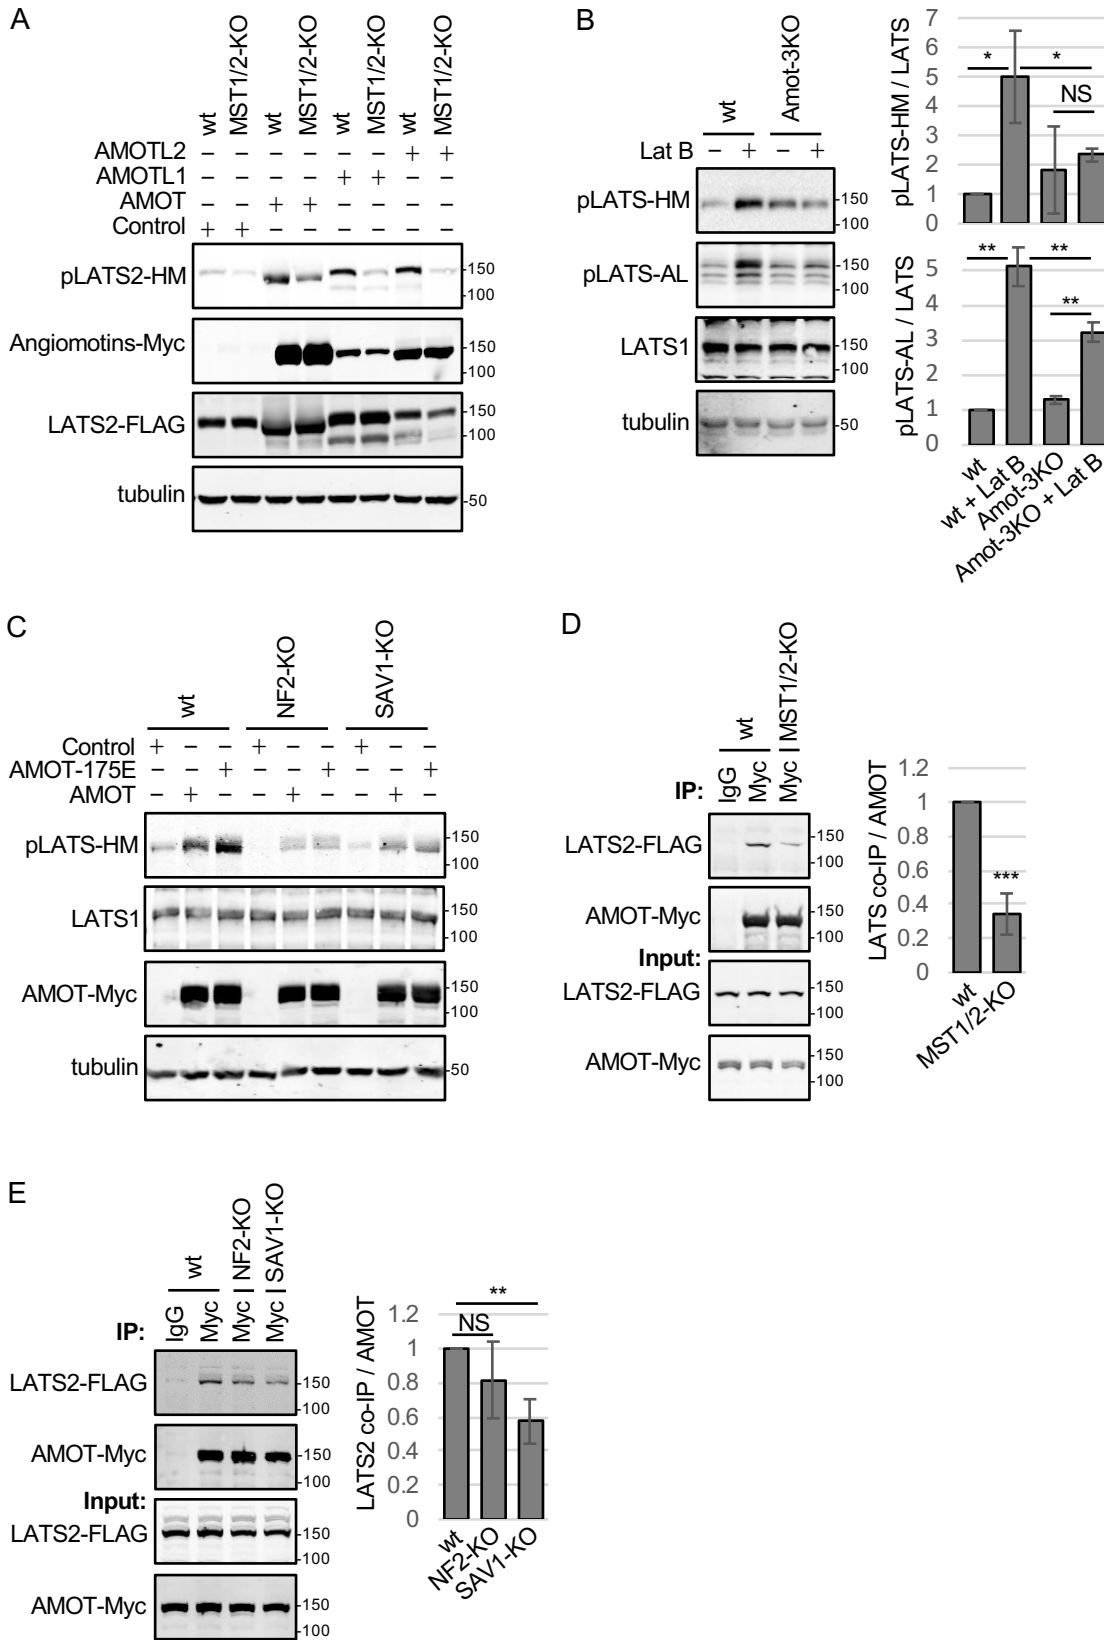 A
wt
MST1/2-KO
wt
MST1/2-KO
wt
MST1/2-KO
wt
MST1/2-KO
AMOTL2 – – – – – – + +
AMOTL1 – – – – + + – –
AMOT – – + + – – – –
Control + + – – – – – –
pLATS2-HM
-150
-100
Angiomotins-Myc
-150
-100
LATS2-FLAG
-150
-100
tubulin
-50
B
wt
Amot-3KO
Lat B – + – +
pLATS-HM
-150
-100
pLATS-AL
-150
-100
LATS1
-150
-100
tubulin
-50
pLATS-HM / LATS
7
6
5
4
3
2
1
0
*
*
NS
pLATS-AL / LATS
5
4
3
2
1
0
**
**
**
wt
wt + Lat B
Amot-3KO
Amot-3KO + Lat B
C
wt
NF2-KO
SAV1-KO
Control + – – + – – + – –
AMOT-175E – – + – – + – – +
AMOT – + – – + – – + –
pLATS-HM
-150
-100
LATS1
-150
-100
AMOT-Myc
-150
-100
tubulin
-50
D
wt
MST1/2-KO
IP:
IgG
Myc
Myc
LATS2-FLAG
-150
-100
AMOT-Myc
-150
-100
Input:
LATS2-FLAG
-150
-100
AMOT-Myc
-150
-100
LATS co-IP / AMOT
1.2
1
0.8
0.6
0.4
0.2
0
***
wt
MST1/2-KO
E
wt
NF2-KO
SAV1-KO
IP:
IgG
Myc
Myc
Myc
LATS2-FLAG
-150
-100
AMOT-Myc
-150
-100
Input:
LATS2-FLAG
-150
-100
AMOT-Myc
-150
-100
LATS2 co-IP / AMOT
1.2
1
0.8
0.6
0.4
0.2
0
**
NS
wt
NF2-KO
SAV1-KO